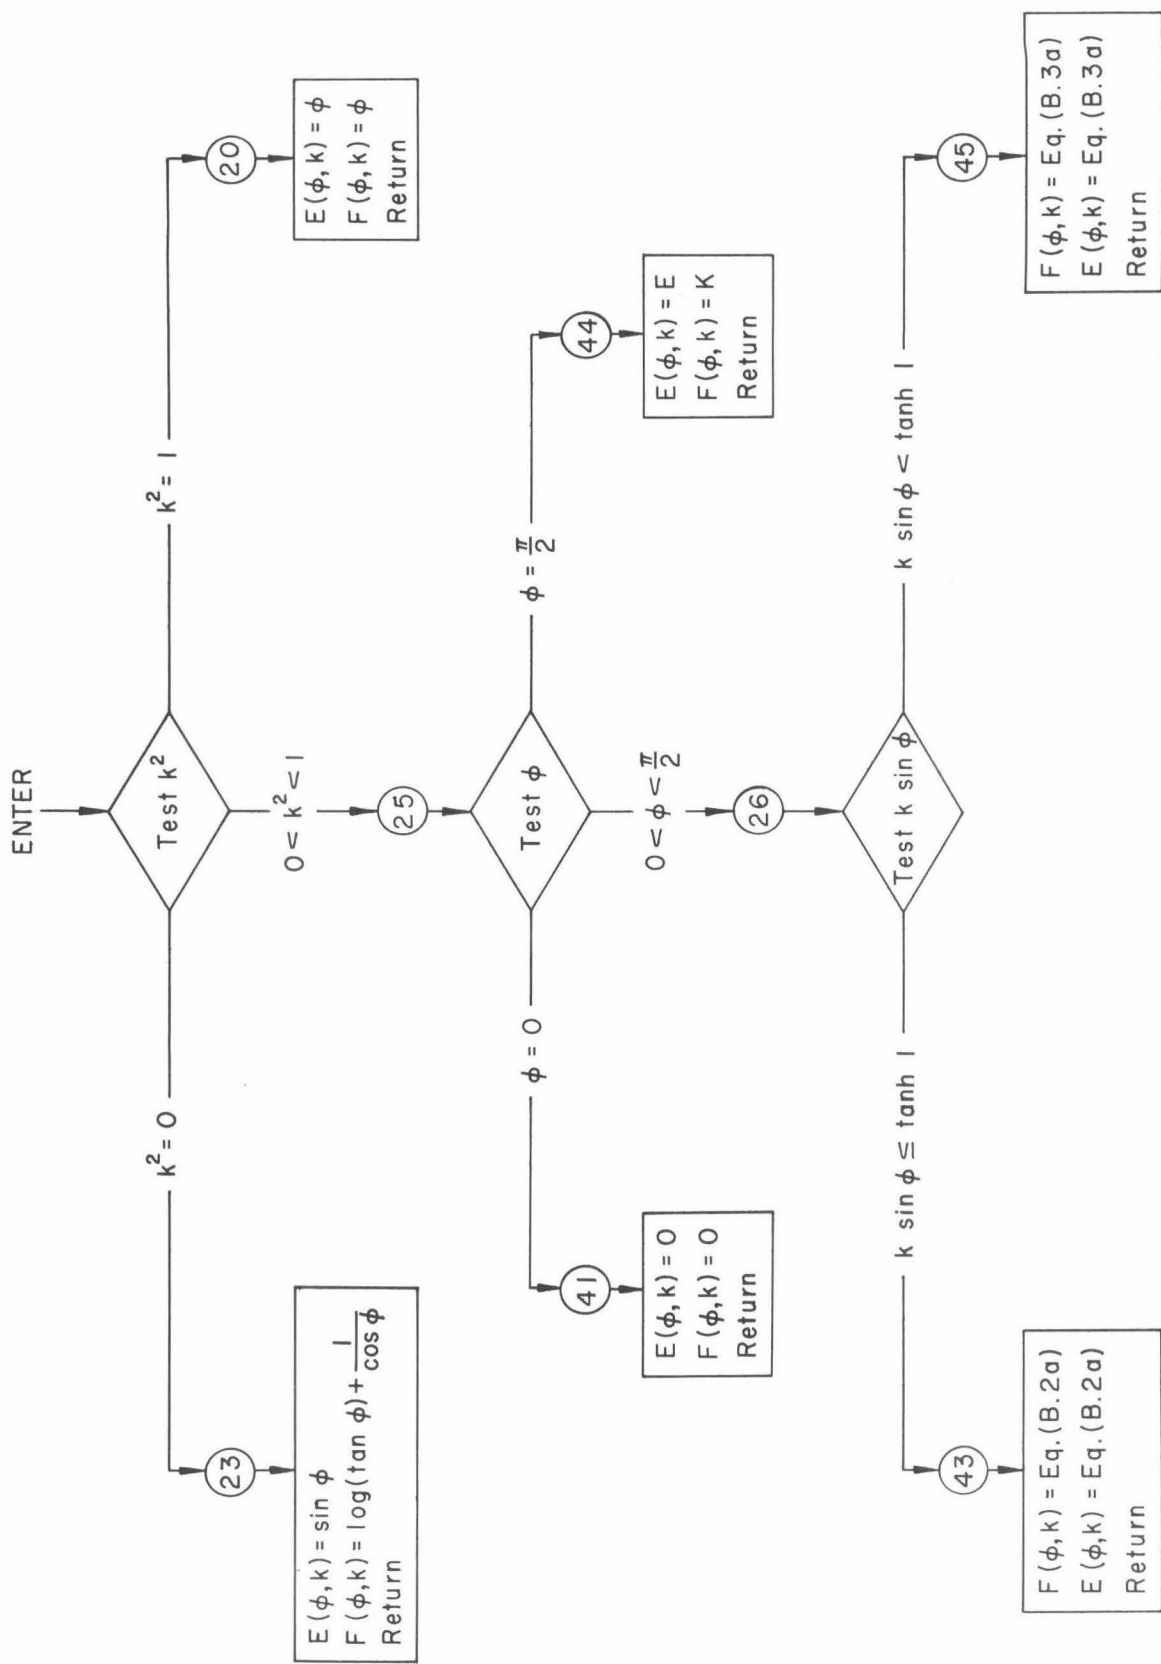 ENTER
Test k²
k² = 0
k² = 1
0 < k² < 1
23
E(ϕ,k) = sin ϕ
F(ϕ,k) = log(tan ϕ) + 1/cos ϕ
Return
20
E(ϕ,k) = ϕ
F(ϕ,k) = ϕ
Return
25
Test ϕ
ϕ = 0
ϕ = π/2
0 < ϕ < π/2
41
E(ϕ,k) = 0
F(ϕ,k) = 0
Return
44
E(ϕ,k) = E
F(ϕ,k) = K
Return
26
Test k sin ϕ
k sin ϕ ≤ tanh 1
k sin ϕ < tanh 1
43
F(ϕ,k) = Eq. (B.2a)
E(ϕ,k) = Eq. (B.2a)
Return
45
F(ϕ,k) = Eq. (B.3a)
E(ϕ,k) = Eq. (B.3a)
Return